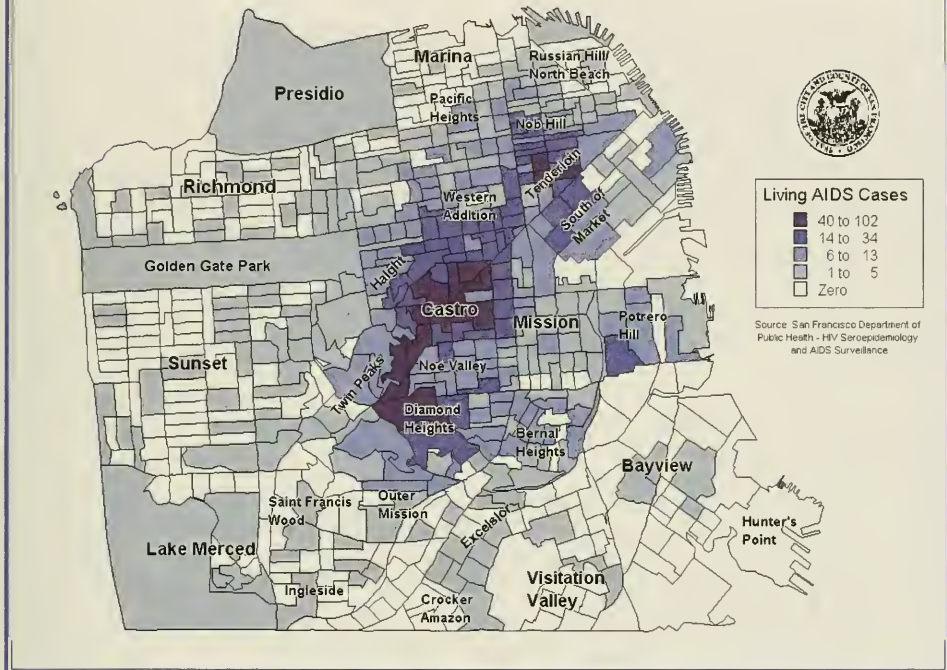 Marina
Russian Hill/
North Beach
Presidio
Pacific
Heights
Nob Hill
Tenderloin
Richmond
Western
Addition
South of
Market
Golden Gate Park
Haight
Castro
Mission
Potrero
Hill
Sunset
Twin Peaks
Noe Valley
Diamond
Heights
Bernal
Heights
Bayview
Saint Francis
Wood
Outer
Mission
Excelsior
Hunter's
Point
Lake Merced
Ingleside
Crocker
Amazon
Visitation
Valley
Living AIDS Cases
40 to 102
14 to 34
6 to 13
1 to 5
Zero
Source San Francisco Department of
Public Health - HIV Seroepidemiology
and AIDS Surveillance